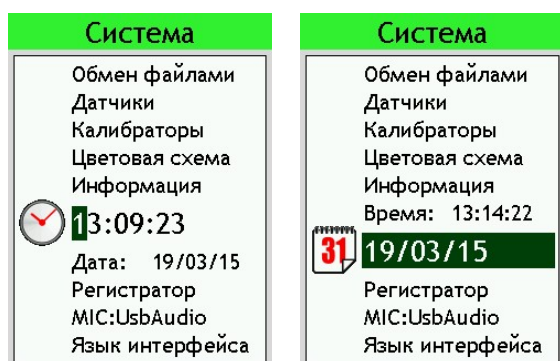 Система
Обмен файлами
Датчики
Калибраторы
Цветовая схема
Информация
13:09:23
Дата: 19/03/15
Регистратор
MIC:UsbAudio
Язык интерфейса
Система
Обмен файлами
Датчики
Калибраторы
Цветовая схема
Информация
Время: 13:14:22
31 19/03/15
Регистратор
MIC:UsbAudio
Язык интерфейса